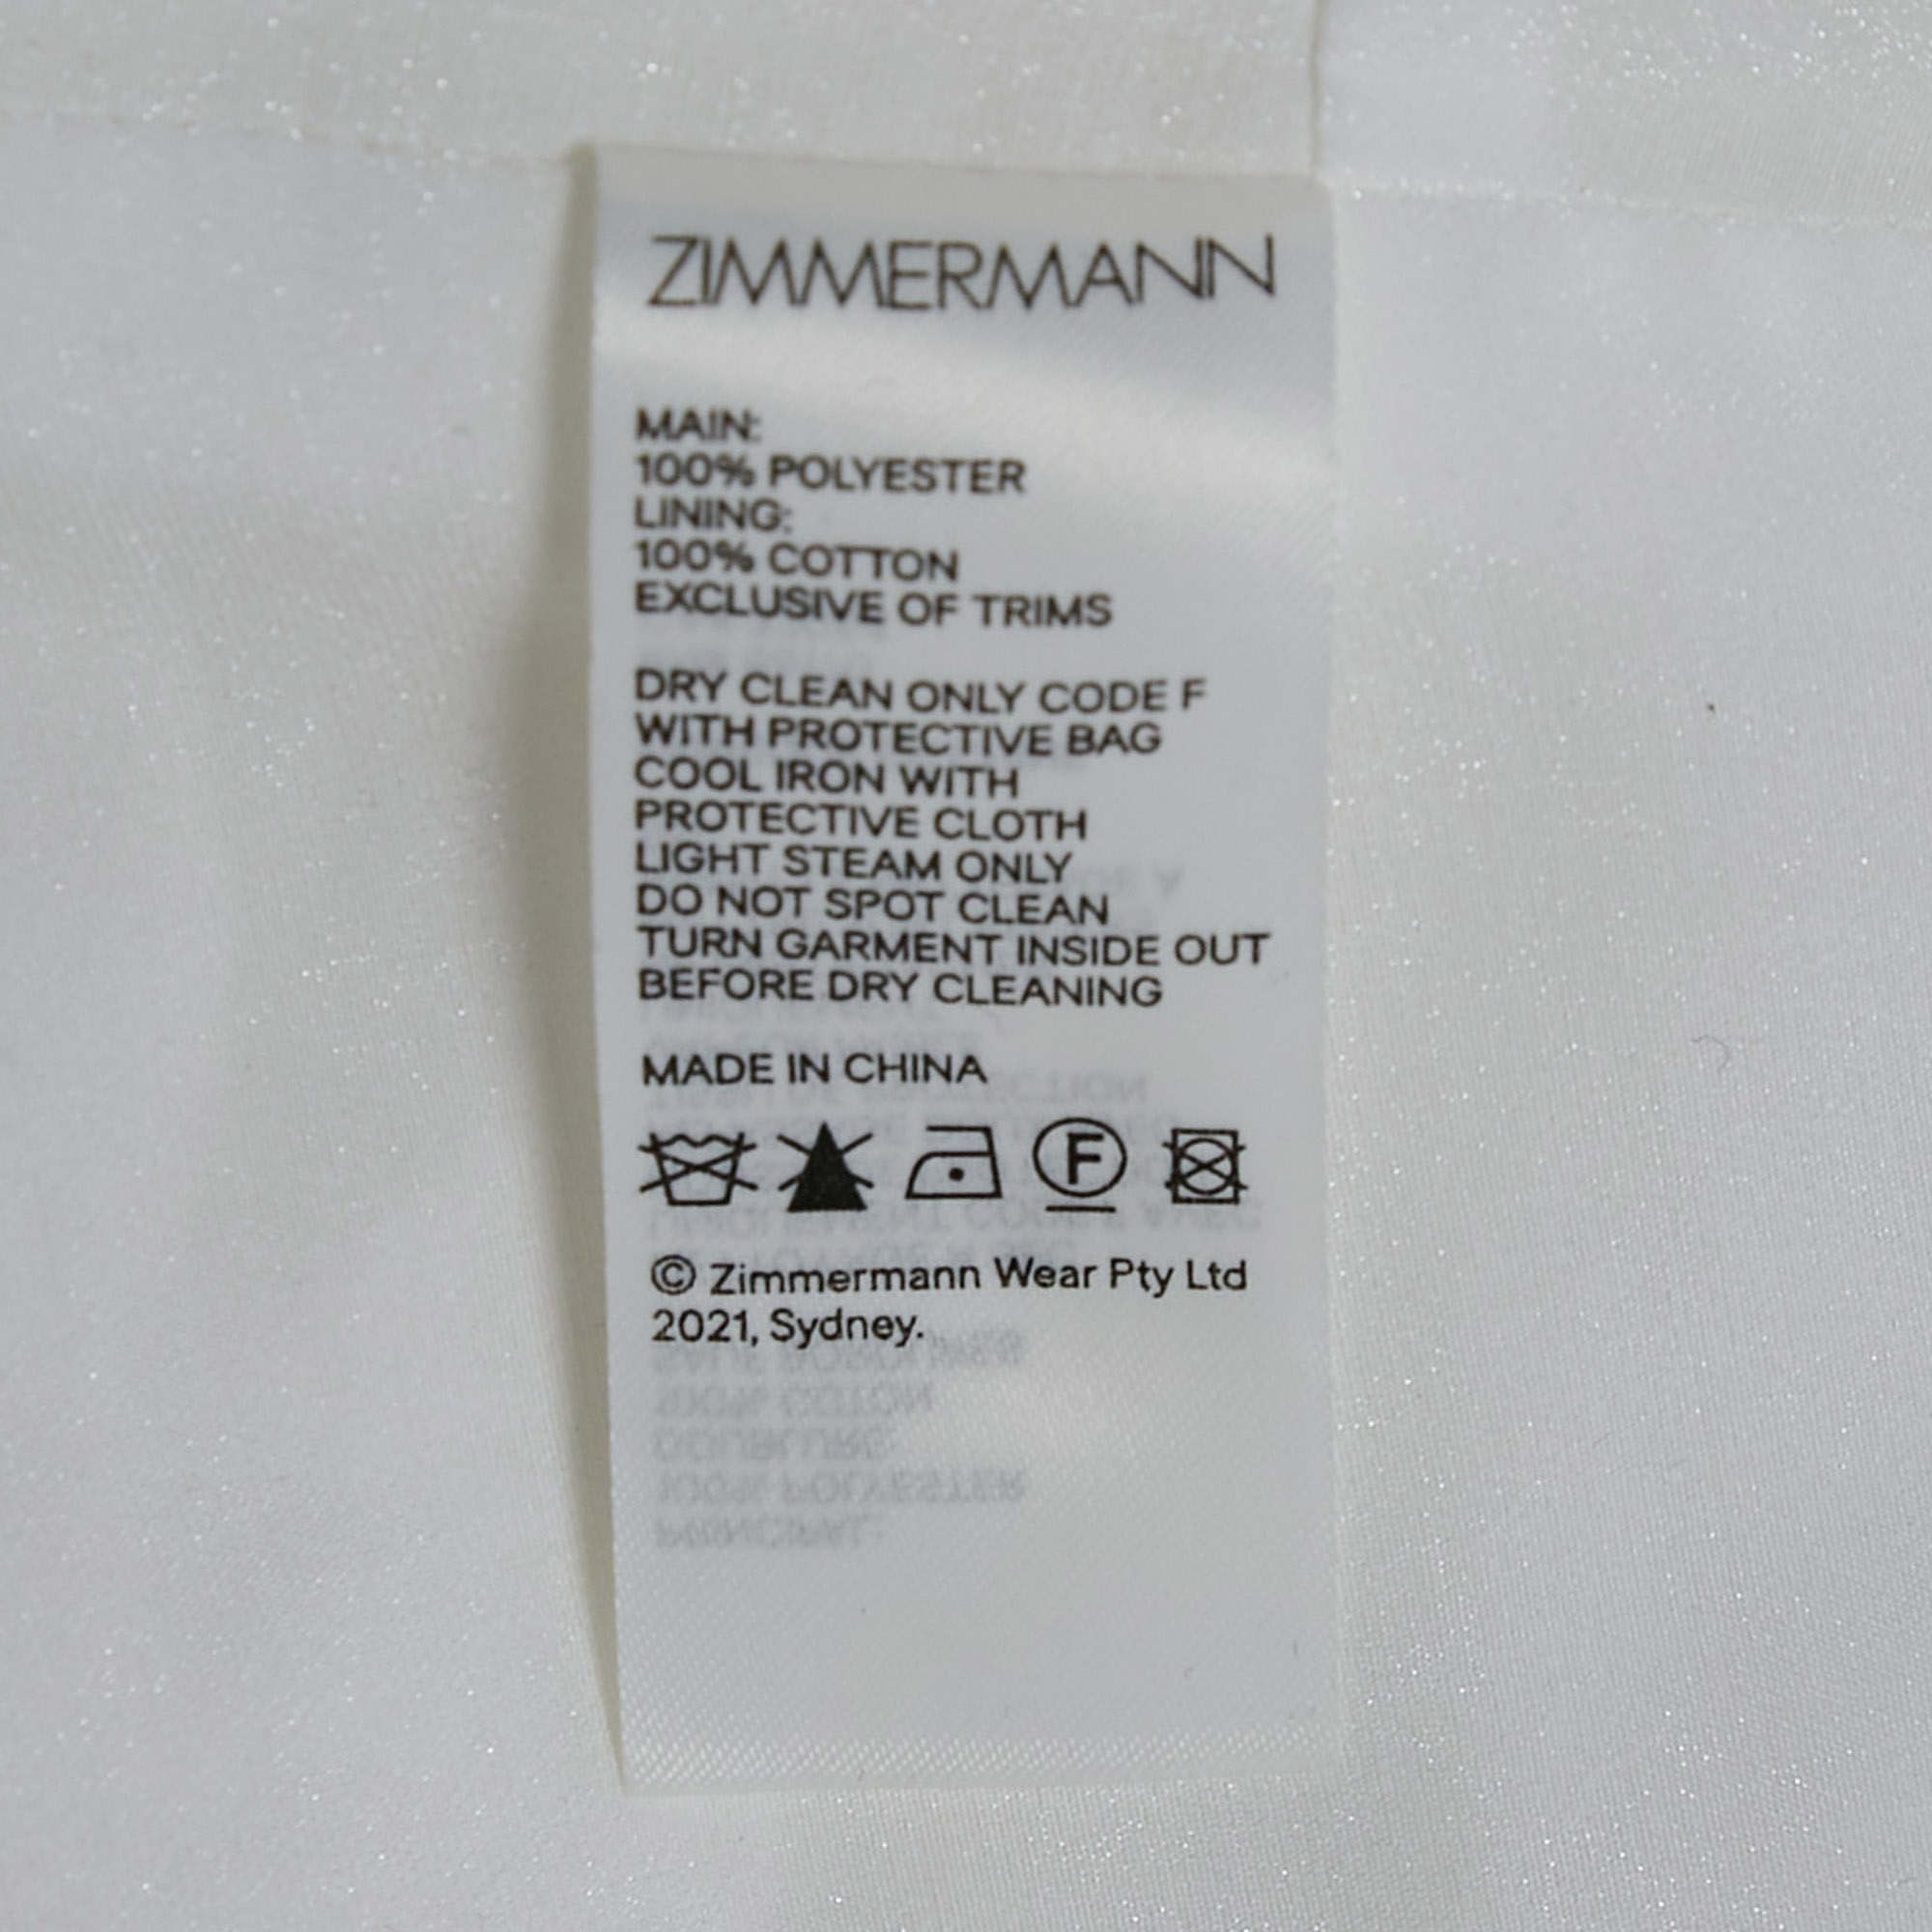 ZIMMERMANN
MAIN:
100% POLYESTER
LINING:
100% COTTON
EXCLUSIVE OF TRIMS
DRY CLEAN ONLY CODE F
WITH PROTECTIVE BAG
COOL IRON WITH
PROTECTIVE CLOTH
LIGHT STEAM ONLY
DO NOT SPOT CLEAN
TURN GARMENT INSIDE OUT
BEFORE DRY CLEANING
MADE IN CHINA
F
© Zimmermann Wear Pty Ltd
2021, Sydney.